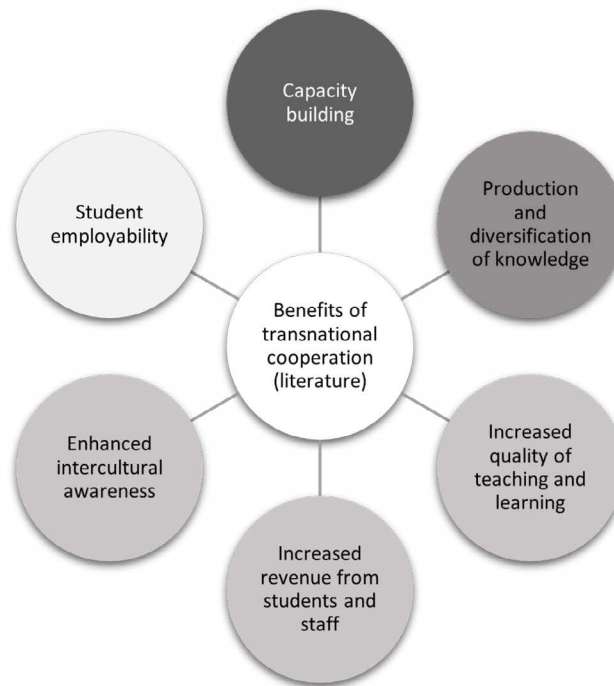 Capacity
building
Production
and
diversification
of knowledge
Student
employability
Benefits of
transnational
cooperation
(literature)
Increased
quality of
teaching and
learning
Enhanced
intercultural
awareness
Increased
revenue from
students and
staff